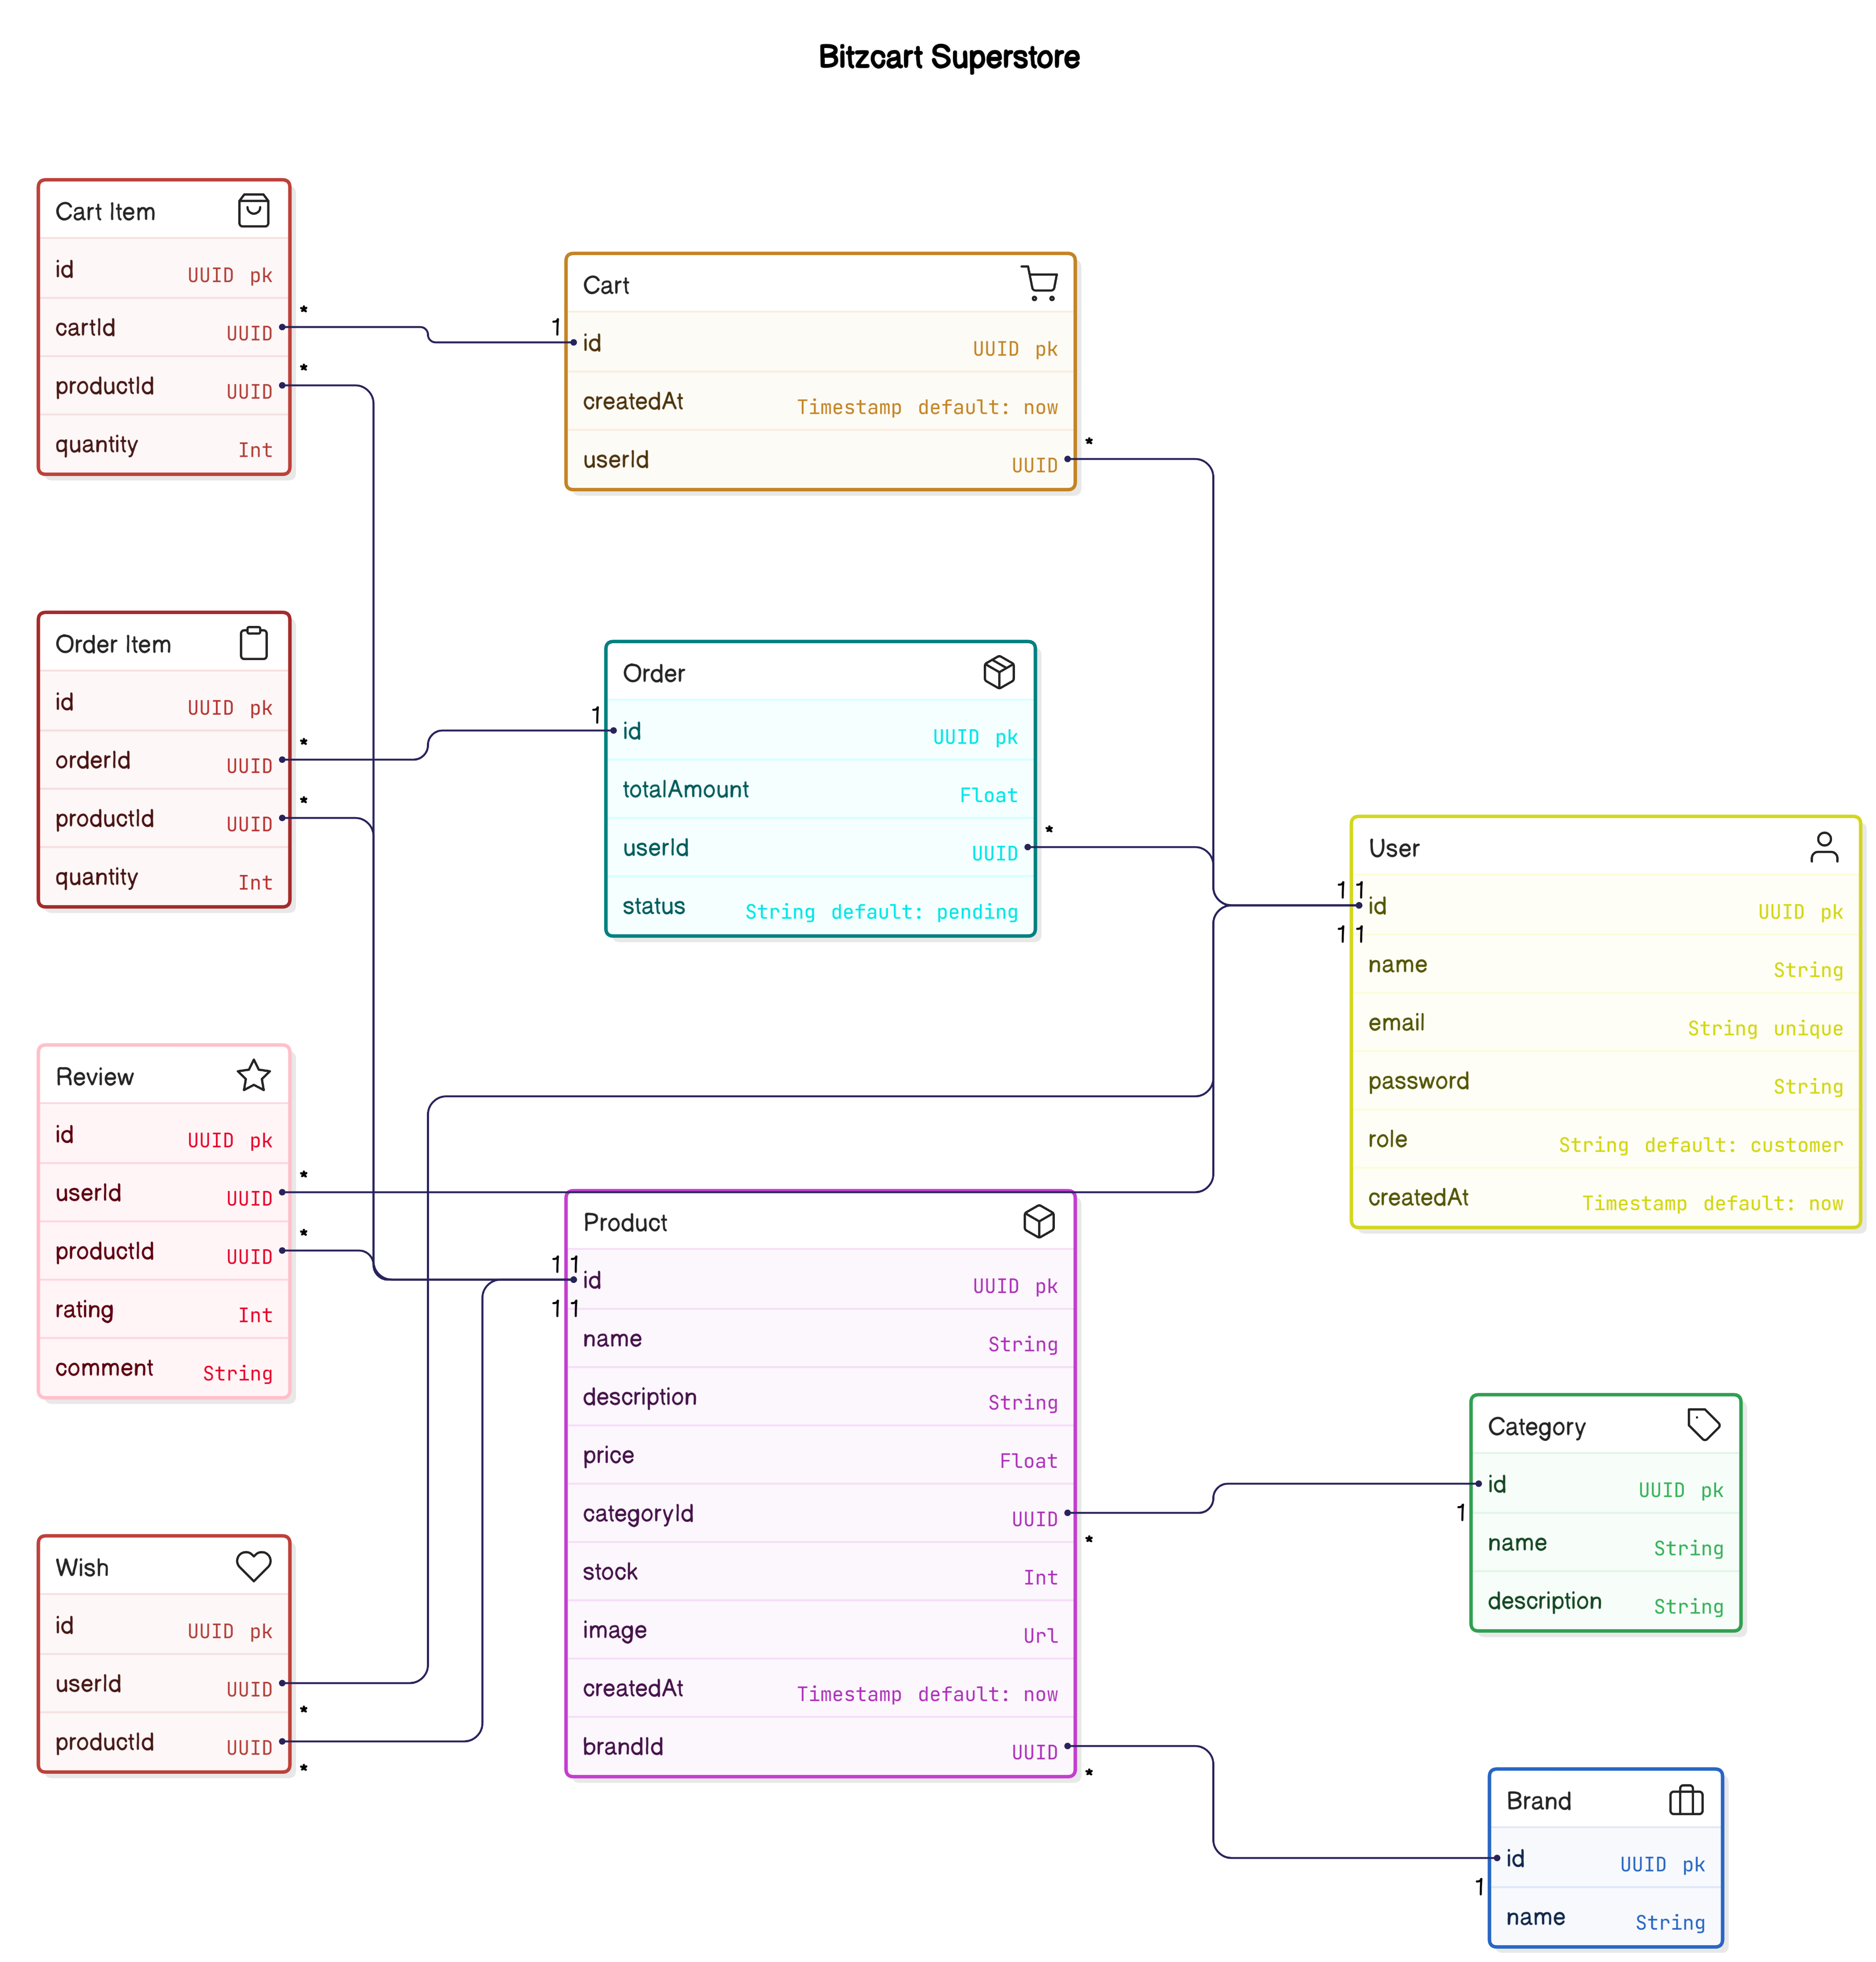 Bitzcart Superstore
Cart Item
id UUID pk
cartId UUID
*
productId UUID
*
quantity Int
Cart
1
id UUID pk
createdAt Timestamp default: now
userId UUID
*
Order Item
id UUID pk
orderId UUID
*
productId UUID
*
quantity Int
Order
1
id UUID pk
totalAmount Float
userId UUID
*
status String default: pending
User
1 1
id UUID pk
1 1
name String
email String unique
password String
role String default: customer
createdAt Timestamp default: now
Review
id UUID pk
userId UUID
*
productId UUID
*
rating Int
comment String
Product
1 1
id UUID pk
1 1
name String
description String
price Float
categoryId UUID
*
stock Int
image Url
createdAt Timestamp default: now
brandId UUID
*
Category
id UUID pk
1
name String
description String
Wish
id UUID pk
userId UUID
*
productId UUID
*
Brand
id UUID pk
1
name String